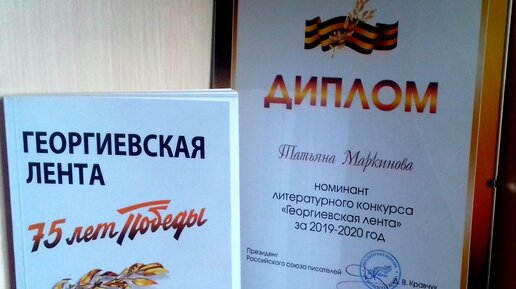 ГЕОРГИЕВСКАЯ
ЛЕНТА
75 лет Победы
ДИПЛОМ
Татьяна Маркинова
номинант
литературного конкурса
«Георгиевская лента»
за 2019-2020 год
Президент
Российского союза писателей
Д. В. Кравчук